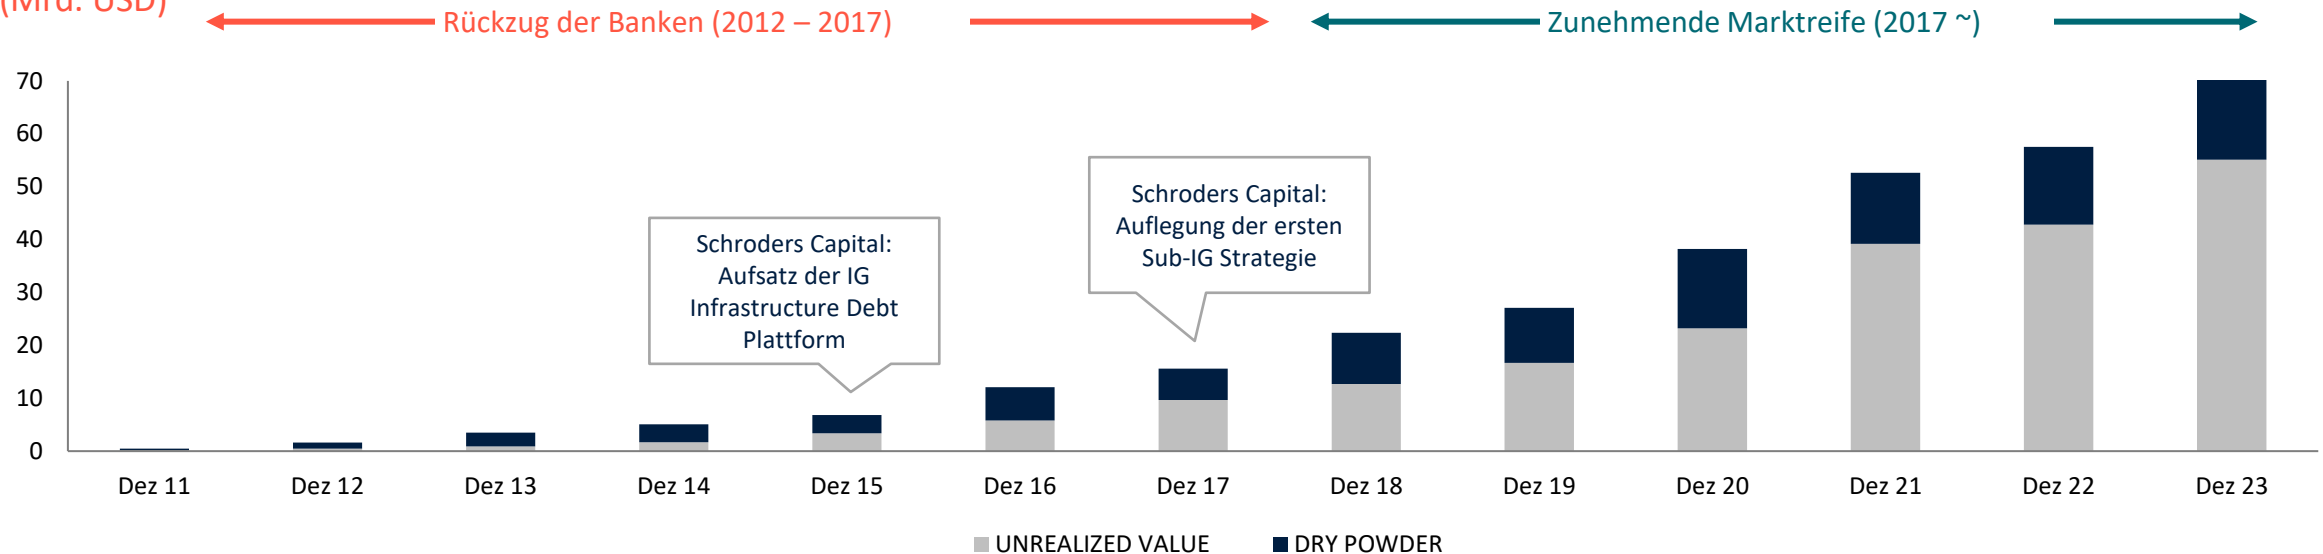 (Mrd. USD)
Rückzug der Banken (2012 – 2017)
Zunehmende Marktreife (2017 ~)
70
60
50
40
30
20
10
0
Schroders Capital:
Aufsatz der IG
Infrastructure Debt
Plattform
Schroders Capital:
Auflegung der ersten
Sub-IG Strategie
Dez 11
Dez 12
Dez 13
Dez 14
Dez 15
Dez 16
Dez 17
Dez 18
Dez 19
Dez 20
Dez 21
Dez 22
Dez 23
UNREALIZED VALUE
DRY POWDER